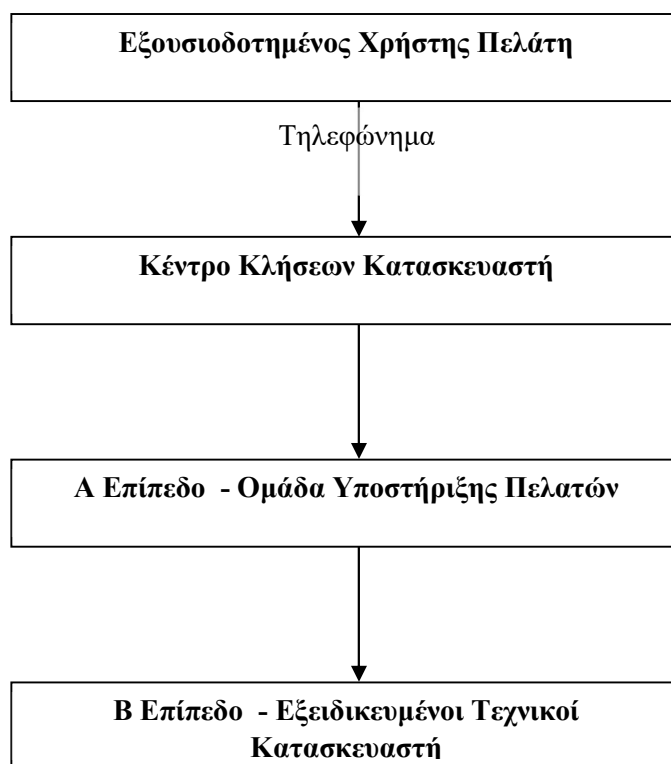 Εξουσιοδοτημένος Χρήστης Πελάτη
Τηλεφώνημα
Κέντρο Κλήσεων Κατασκευαστή
Α Επίπεδο - Ομάδα Υποστήριξης Πελατών
Β Επίπεδο - Εξειδικευμένοι Τεχνικοί
Κατασκευαστή